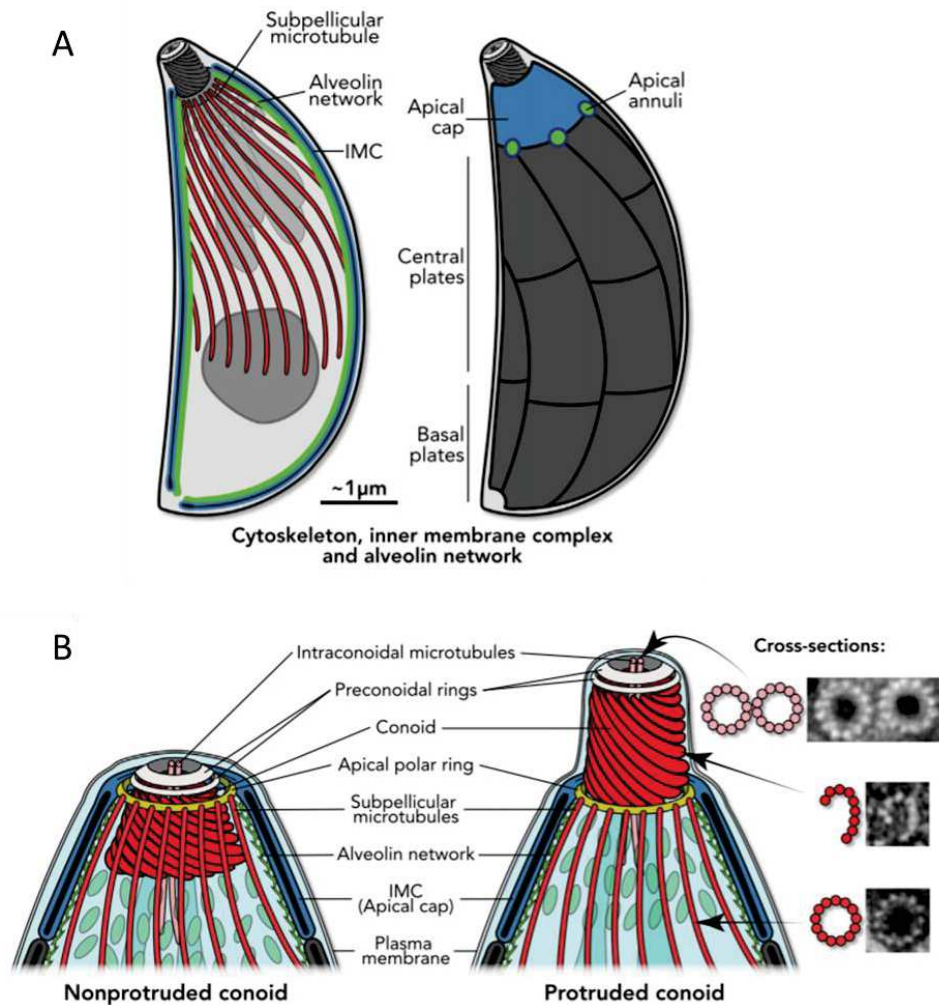 A
Subpellicular
microtubule
Alveolin
network
IMC
Apical
cap
Apical
annuli
Central
plates
Basal
plates
~1μm
Cytoskeleton, inner membrane complex
and alveolin network
B
Intraconoidal microtubules
Preconoidal rings
Conoid
Apical polar ring
Subpellicular
microtubules
Alveolin network
IMC
(Apical cap)
Plasma
membrane
Cross-sections:
Nonprotruded conoid
Protruded conoid